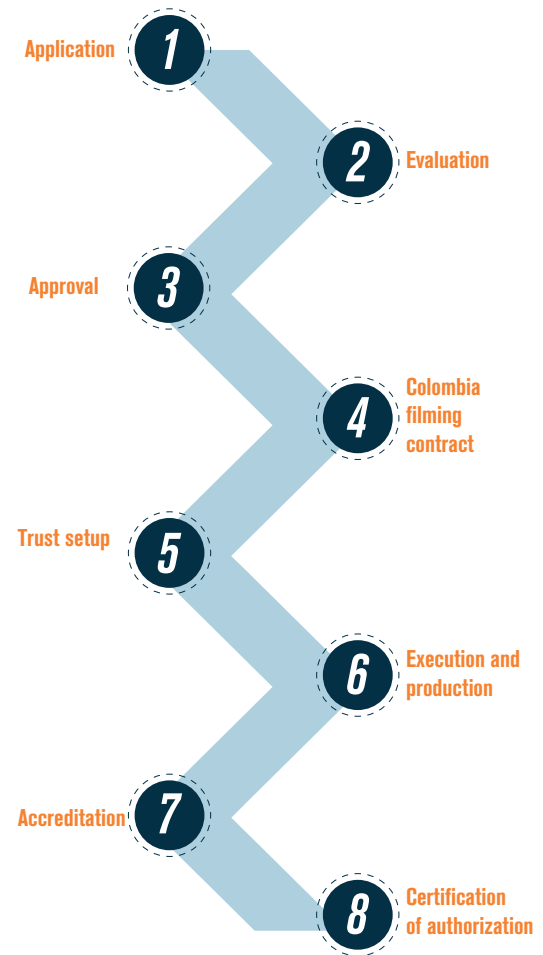 Application
1
2
Evaluation
Approval
3
4
Colombia
filming
contract
Trust setup
5
6
Execution and
production
Accreditation
7
8
Certification
of authorization